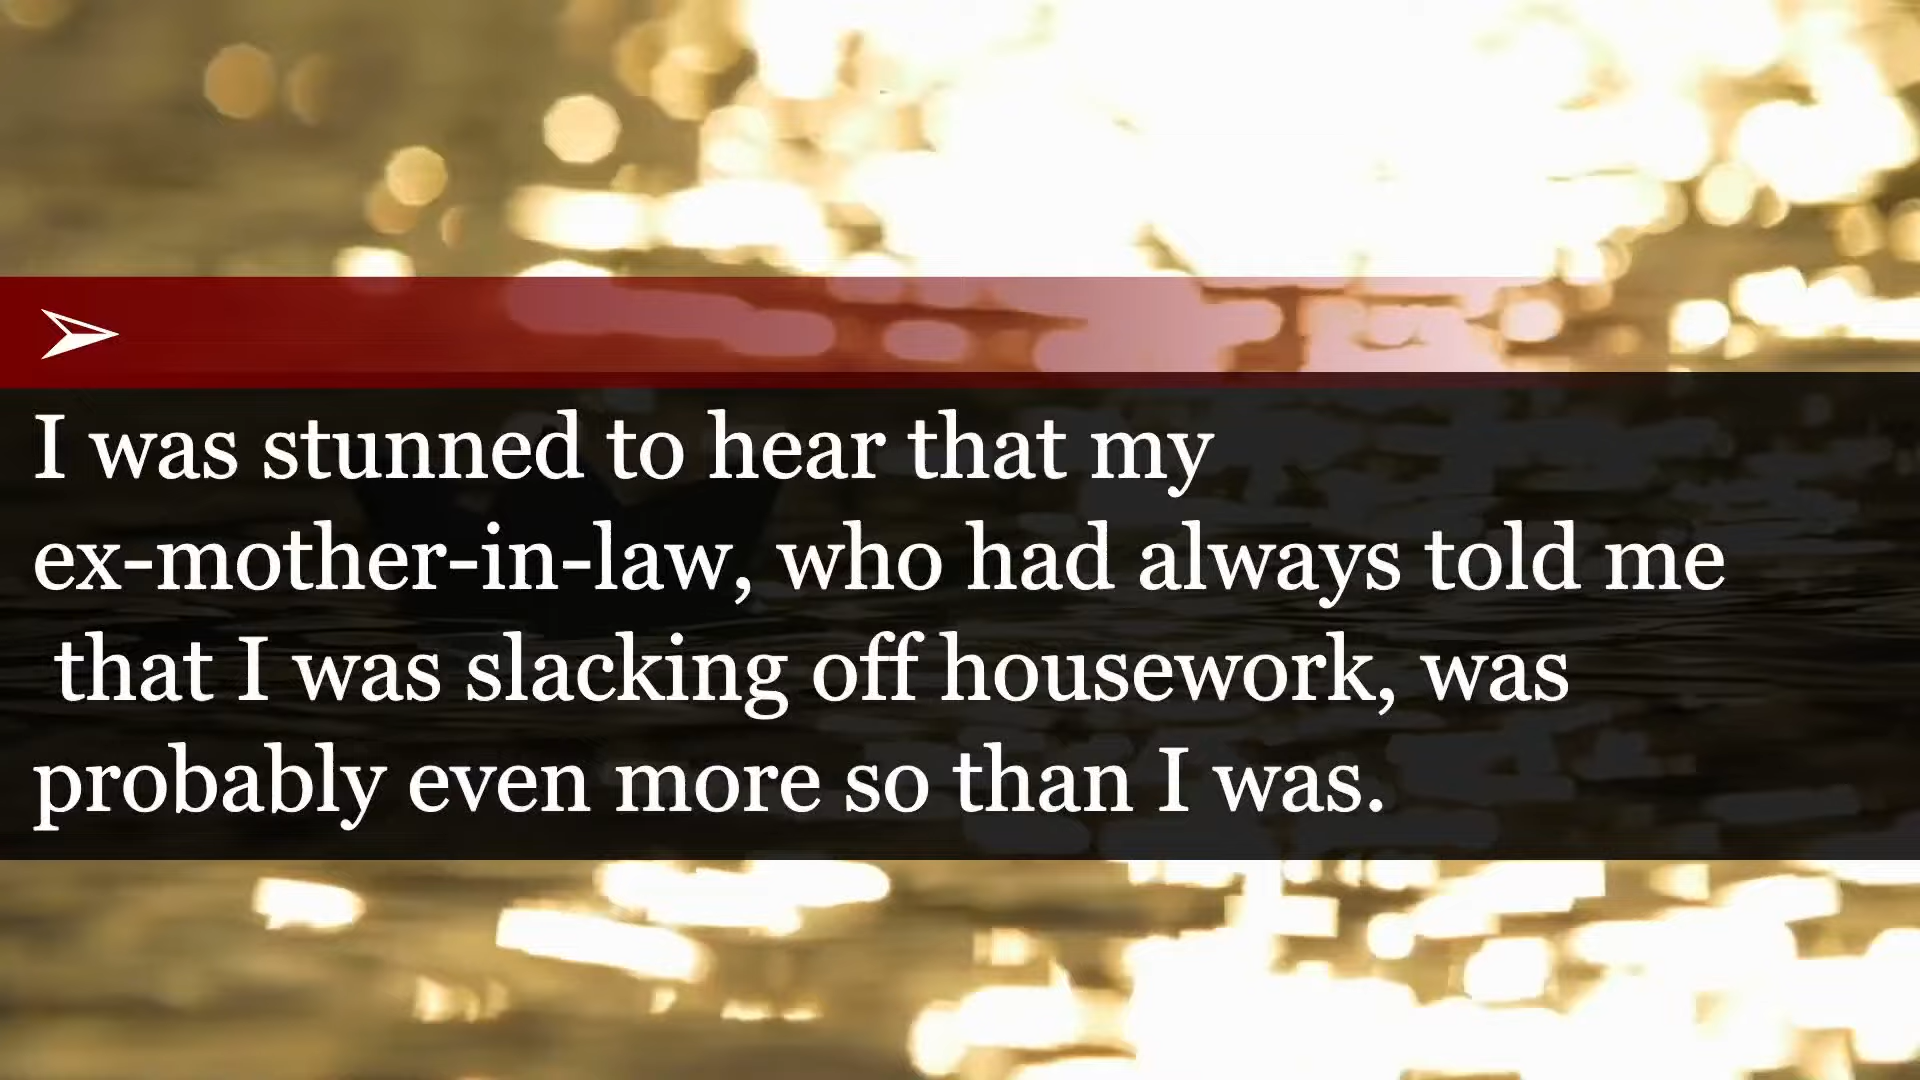 I was stunned to hear that my
ex-mother-in-law, who had always told me
that I was slacking off housework, was
probably even more so than I was.